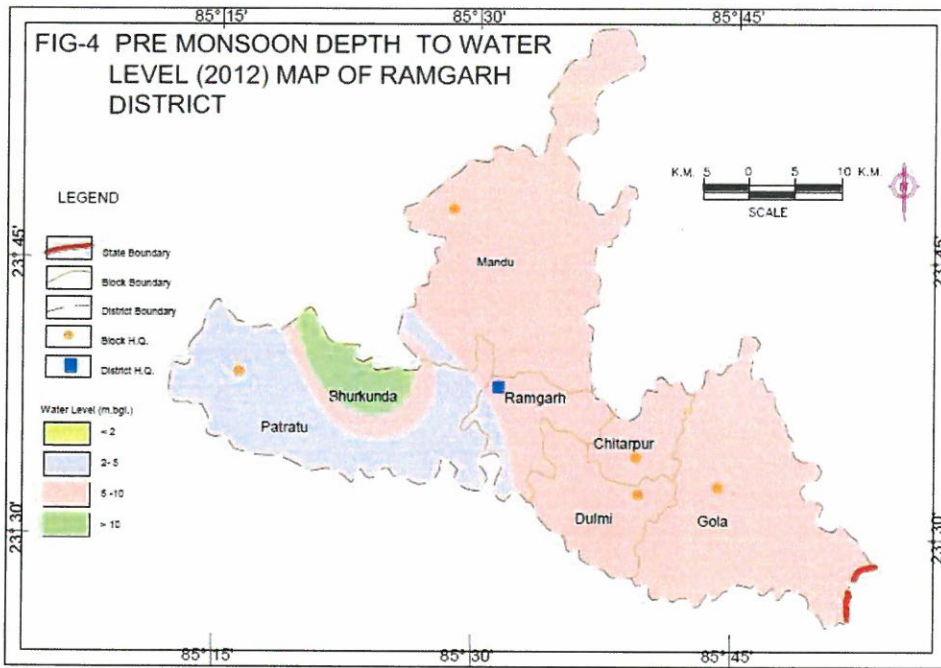 85°15'
85°30'
85°45'
FIG-4 PRE MONSOON DEPTH TO WATER
LEVEL (2012) MAP OF RAMGARH
DISTRICT
K.M. 5 0 5 10 K.M.
SCALE
N
LEGEND
State Boundary
Block Boundary
District Boundary
Block H.Q.
District H.Q.
Water Level (m.bgl.)
< 2
2- 5
5 -10
> 10
23° 45'
23° 45'
Mandu
Bhurkunda
Ramgarh
Patratu
Chitarpur
Dulmi
Gola
23° 30'
23° 30'
85°15'
85°30'
85°45'